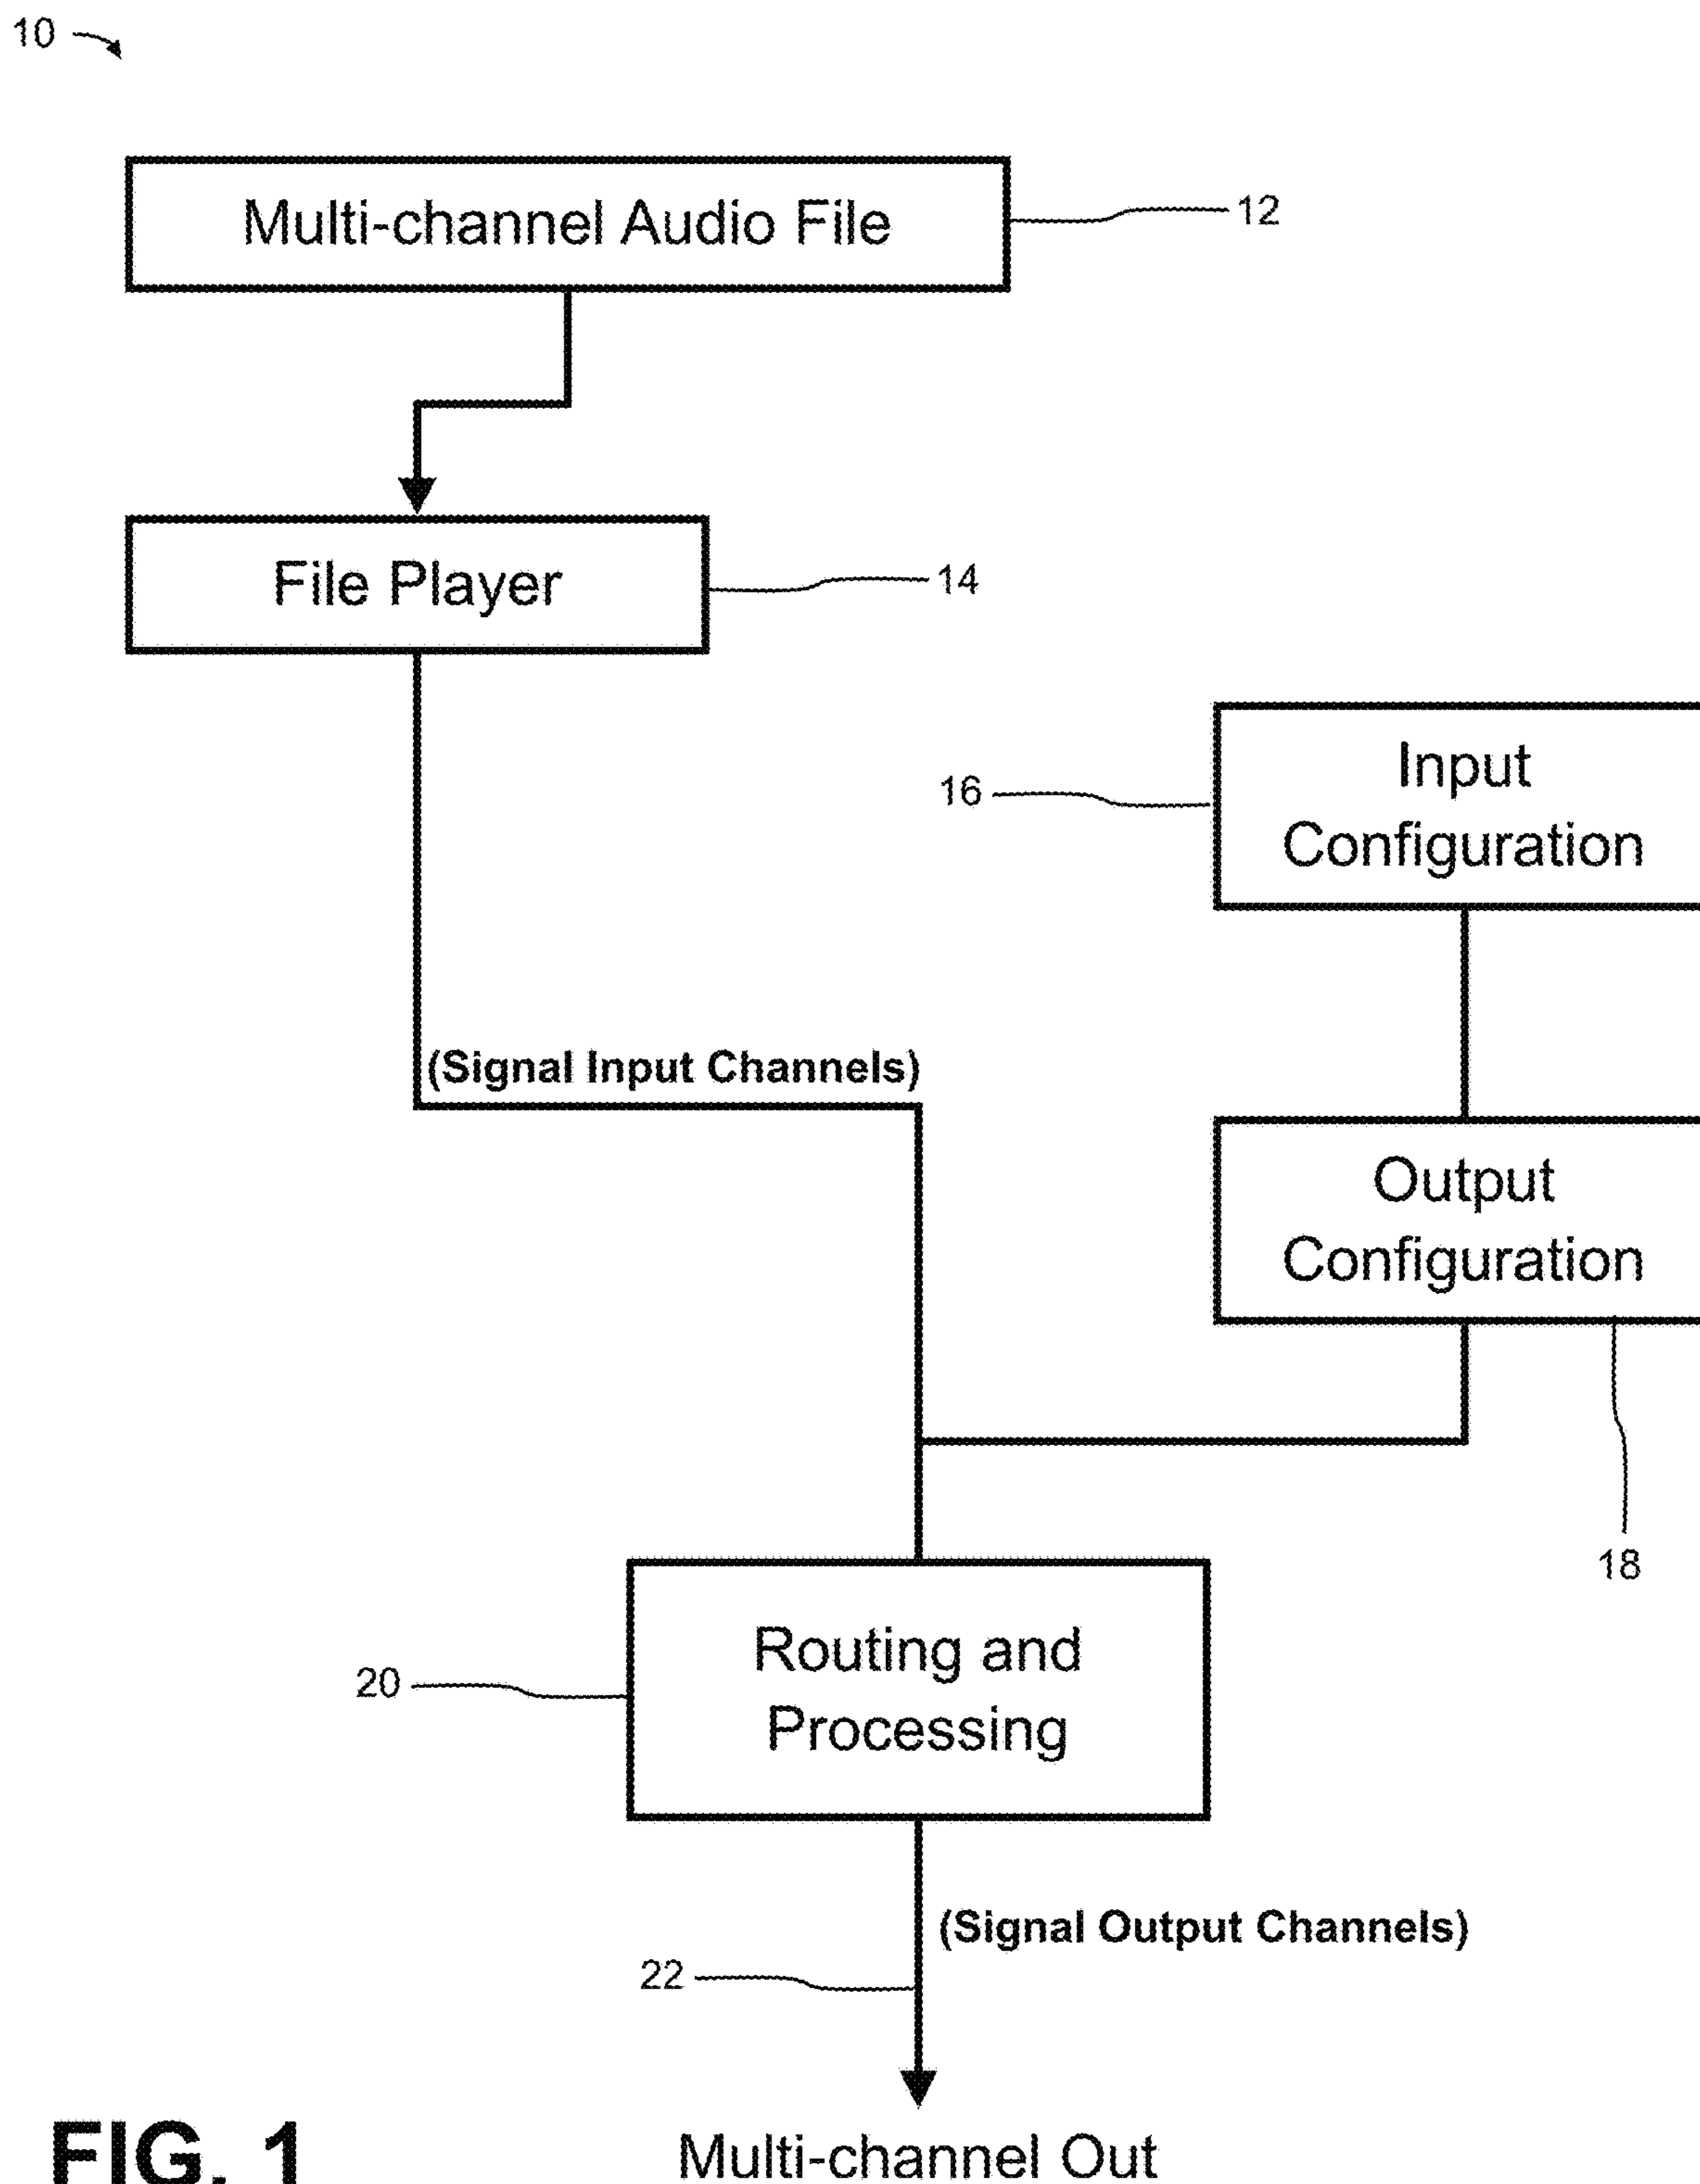 10
Multi-channel Audio File
12
File Player
14
Input
Configuration
16
(Signal Input Channels)
Output
Configuration
18
Routing and
Processing
20
(Signal Output Channels)
22
Multi-channel Out
FIG. 1